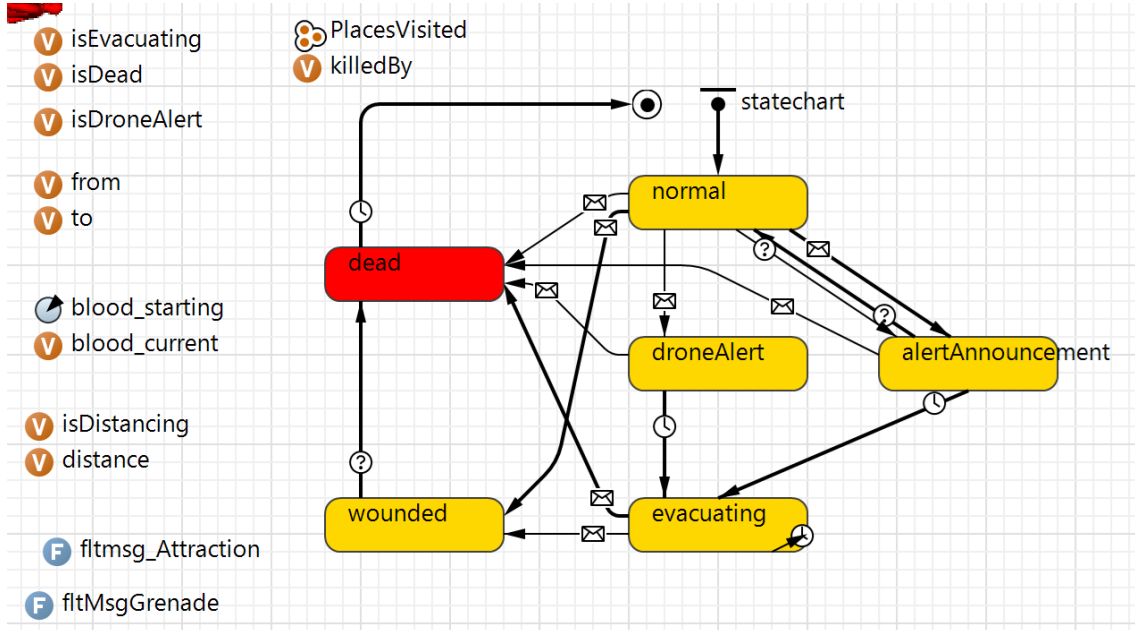 isEvacuating
PlacesVisited
isDead
killedBy
isDroneAlert
statechart
from
normal
to
dead
blood_starting
blood_current
droneAlert
alertAnnouncement
isDistancing
distance
wounded
evacuating
fltmsg_Attraction
fltMsgGrenade
V
V
V
V
V
V
V
V
V
F
F
?
?
?